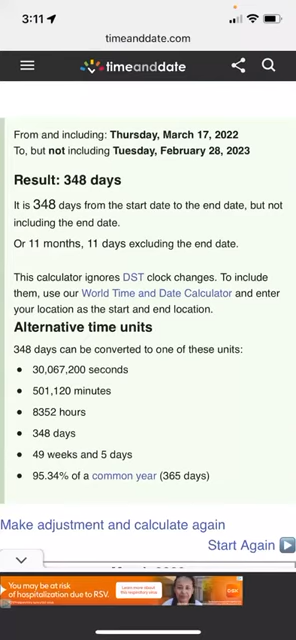 3:11
timeanddate.com
timeanddate
From and including: Thursday, March 17, 2022
To, but not including Tuesday, February 28, 2023
Result: 348 days
It is 348 days from the start date to the end date, but not
including the end date.
Or 11 months, 11 days excluding the end date.
This calculator ignores DST clock changes. To include
them, use our World Time and Date Calculator and enter
your location as the start and end location.
Alternative time units
348 days can be converted to one of these units:
• 30,067,200 seconds
• 501,120 minutes
• 8352 hours
• 348 days
• 49 weeks and 5 days
• 95.34% of a common year (365 days)
Make adjustment and calculate again
Start Again
You may be at risk
of hospitalization due to RSV.
Learn more about
GSK